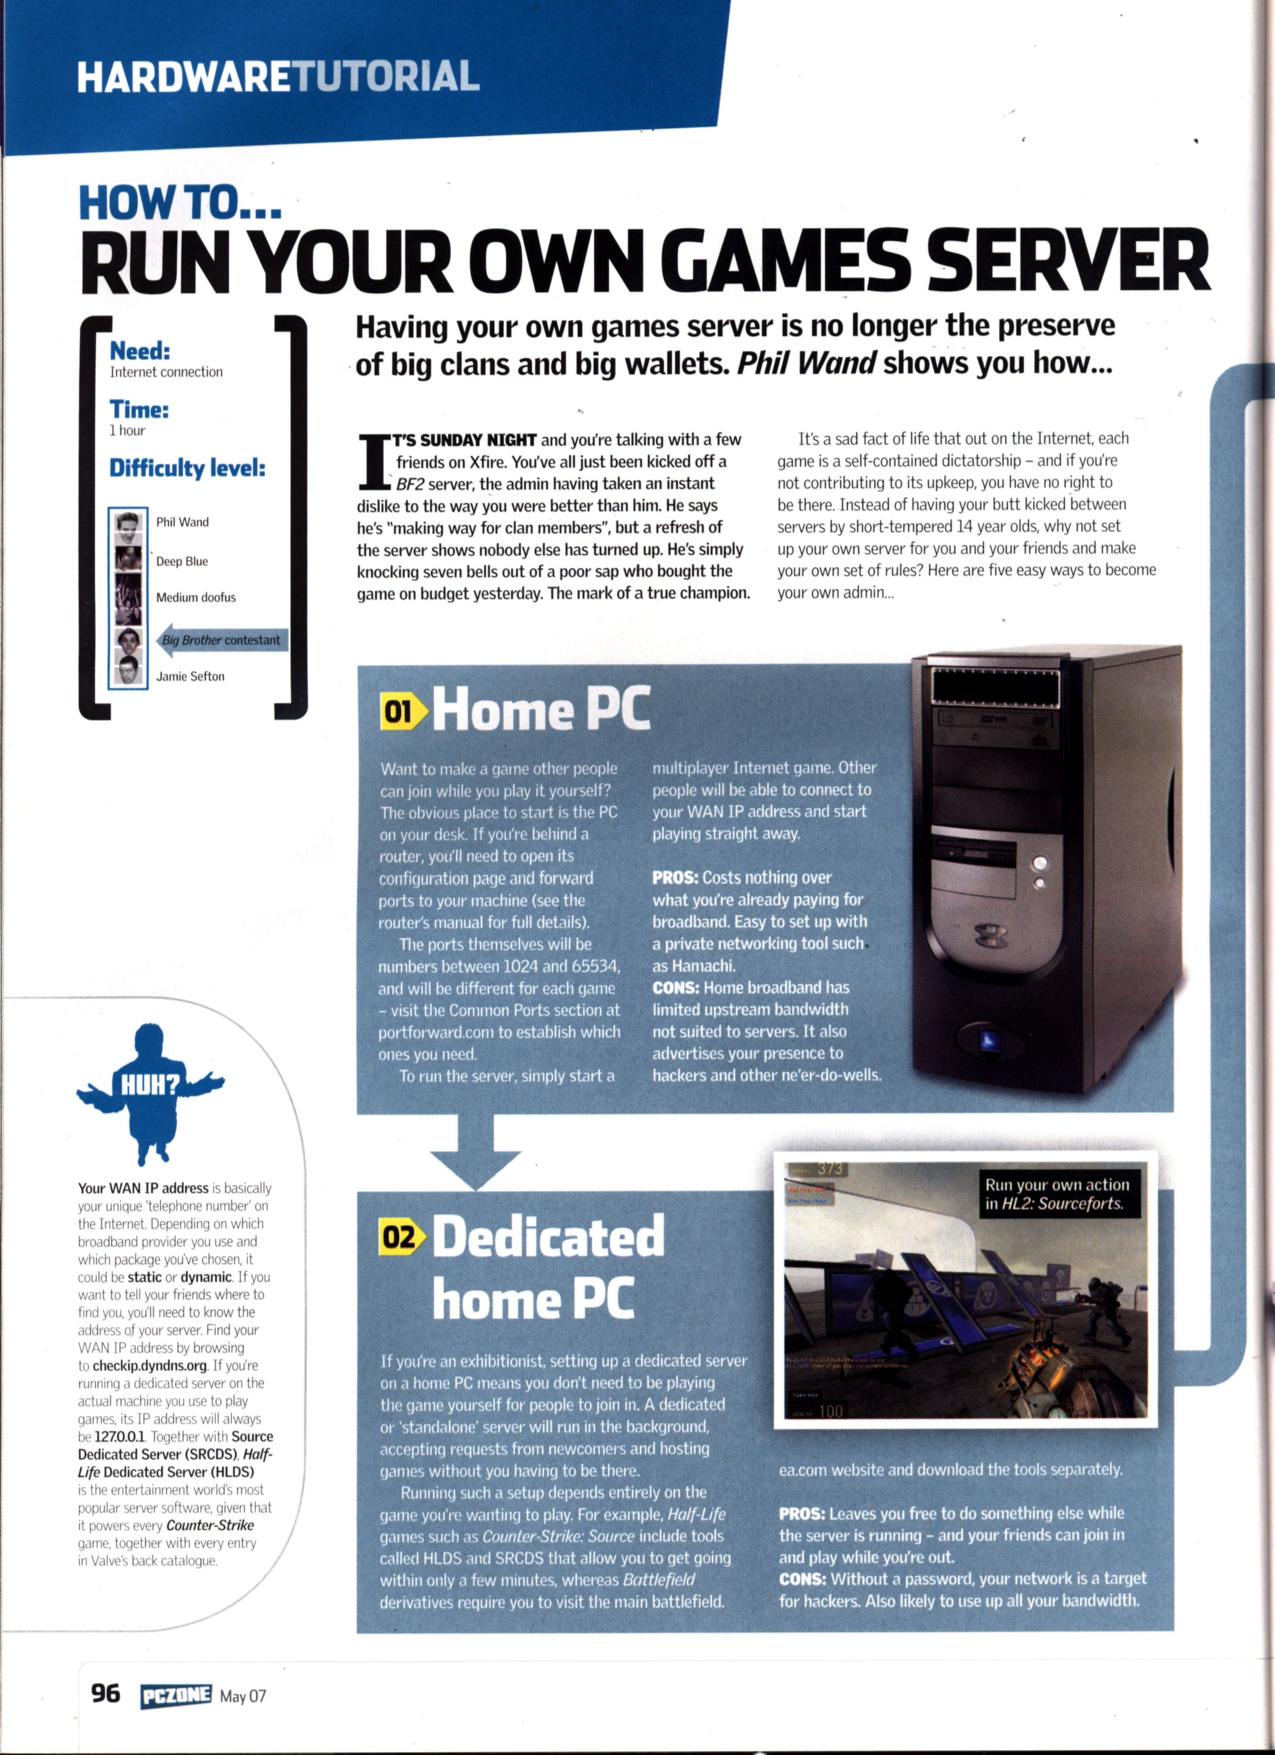 HARDWARETUTORIAL
HOW TO...
RUN YOUR OWN GAMES SERVER
Need:
Internet connection
Time:
1 hour
Difficulty level:
Phil Wand
Deep Blue
Medium doofus
Big Brother contestant
Jamie Sefton
Having your own games server is no longer the preserve
of big clans and big wallets. Phil Wand shows you how...
IT'S SUNDAY NIGHT and you're talking with a few
friends on Xfire. You've all just been kicked off a
BF2 server, the admin having taken an instant
dislike to the way you were better than him. He says
he's "making way for clan members", but a refresh of
the server shows nobody else has turned up. He's simply
knocking seven bells out of a poor sap who bought the
game on budget yesterday. The mark of a true champion.
It's a sad fact of life that out on the Internet, each
game is a self-contained dictatorship – and if you're
not contributing to its upkeep, you have no right to
be there. Instead of having your butt kicked between
servers by short-tempered 14 year olds, why not set
up your own server for you and your friends and make
your own set of rules? Here are five easy ways to become
your own admin...
01 Home PC
Want to make a game other people
can join while you play it yourself?
The obvious place to start is the PC
on your desk. If you're behind a
router, you'll need to open its
configuration page and forward
ports to your machine (see the
router's manual for full details).
The ports themselves will be
numbers between 1024 and 65534,
and will be different for each game
– visit the Common Ports section at
portforward.com to establish which
ones you need.
To run the server, simply start a
multiplayer Internet game. Other
people will be able to connect to
your WAN IP address and start
playing straight away.
PROS: Costs nothing over
what you're already paying for
broadband. Easy to set up with
a private networking tool such
as Hamachi.
CONS: Home broadband has
limited upstream bandwidth
not suited to servers. It also
advertises your presence to
hackers and other ne'er-do-wells.
HUH?
Your WAN IP address is basically
your unique 'telephone number' on
the Internet. Depending on which
broadband provider you use and
which package you've chosen, it
could be static or dynamic. If you
want to tell your friends where to
find you, you'll need to know the
address of your server. Find your
WAN IP address by browsing
to checkip.dyndns.org. If you're
running a dedicated server on the
actual machine you use to play
games, its IP address will always
be 127.0.0.1. Together with Source
Dedicated Server (SRCDS), Half-
Life Dedicated Server (HLDS)
is the entertainment world's most
popular server software, given that
it powers every Counter-Strike
game, together with every entry
in Valve's back catalogue.
02 Dedicated
home PC
If you're an exhibitionist, setting up a dedicated server
on a home PC means you don't need to be playing
the game yourself for people to join in. A dedicated
or 'standalone' server will run in the background,
accepting requests from newcomers and hosting
games without you having to be there.
Running such a setup depends entirely on the
game you're wanting to play. For example, Half-Life
games such as Counter-Strike: Source include tools
called HLDS and SRCDS that allow you to get going
within only a few minutes, whereas Battlefield
derivatives require you to visit the main battlefield.
373
Run your own action
in HL2: Sourceforts.
100
ea.com website and download the tools separately.
PROS: Leaves you free to do something else while
the server is running – and your friends can join in
and play while you're out.
CONS: Without a password, your network is a target
for hackers. Also likely to use up all your bandwidth.
96 PCZONE May 07